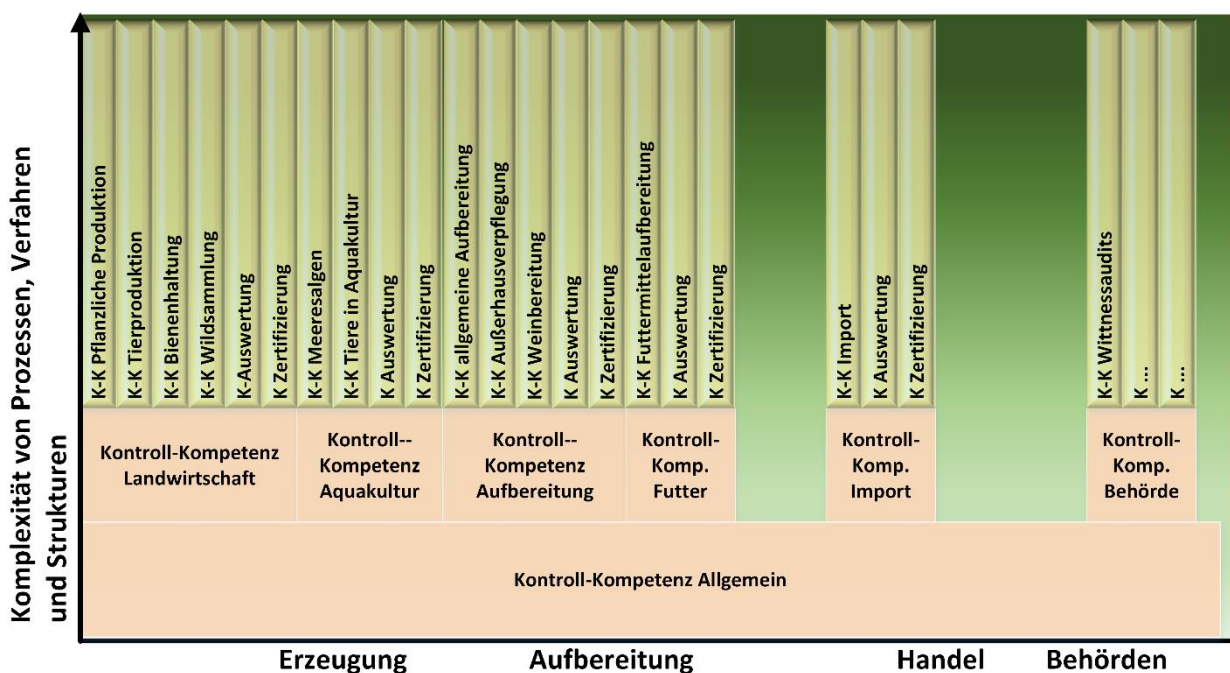 Komplexität von Prozessen, Verfahren
und Strukturen
K-K Pflanzliche Produktion
K-K Tierproduktion
K-K Bienenhaltung
K-K Wildsammlung
K-Auswertung
K Zertifizierung
K-K Meeresalgen
K-K Tiere in Aquakultur
K Auswertung
K Zertifizierung
K-K allgemeine Aufbereitung
K-K Außerhausverpflegung
K-K Weinbereitung
K Auswertung
K Zertifizierung
K-K Futtermittelaufbereitung
K Auswertung
K Zertifizierung
K-K Import
K Auswertung
K Zertifizierung
K-K Wittnessaudits
K ...
K ...
Kontroll-Kompetenz
Landwirtschaft
Kontroll--
Kompetenz
Aquakultur
Kontroll--
Kompetenz
Aufbereitung
Kontroll-
Komp.
Futter
Kontroll-
Komp.
Import
Kontroll-
Komp.
Behörde
Kontroll-Kompetenz Allgemein
Erzeugung
Aufbereitung
Handel
Behörden